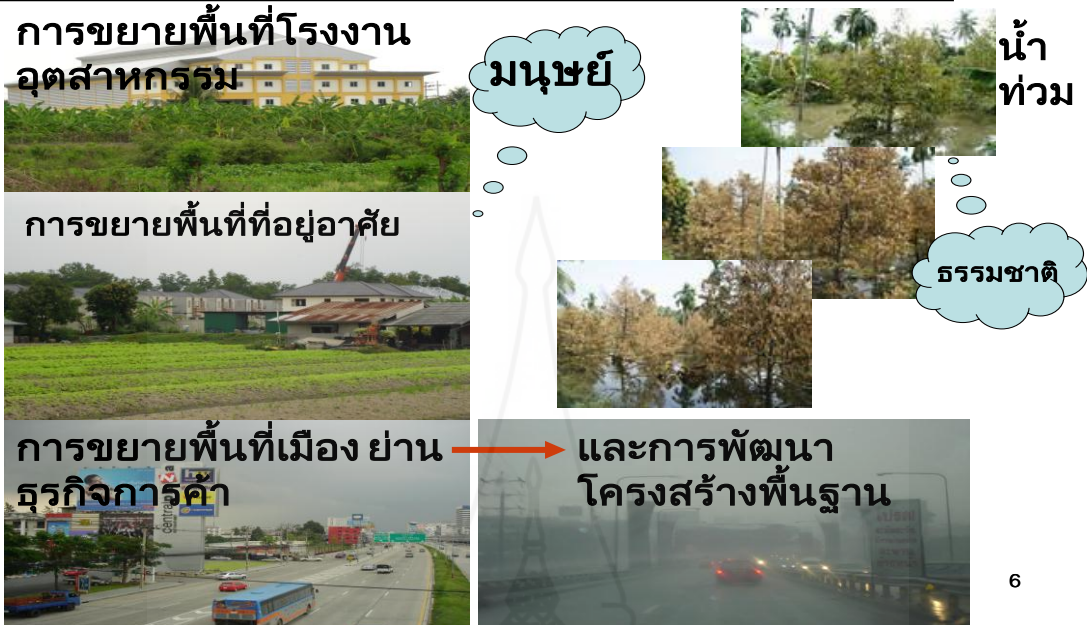 การขยายพื้นที่โรงงาน
อุตสาหกรรม
มนุษย์
น้ำ
ท่วม
การขยายพื้นที่ที่อยู่อาศัย
ธรรมชาติ
การขยายพื้นที่เมือง ย่าน
ธุรกิจการค้า
และการพัฒนา
โครงสร้างพื้นฐาน
6